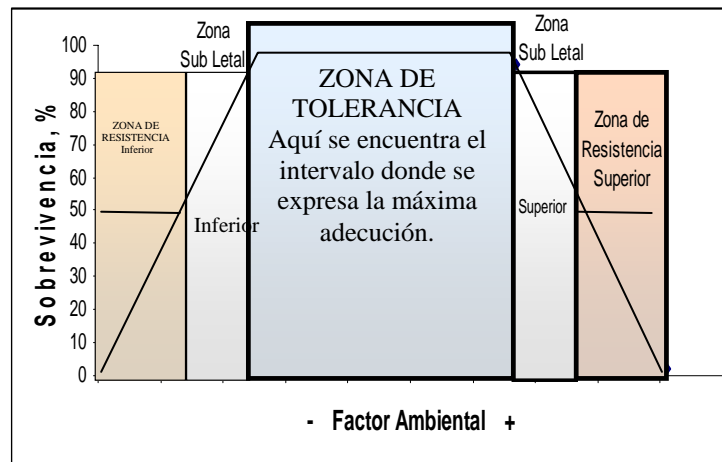 Zona
Sub Letal
Zona
Sub Letal
Sobrevivencia, %
100
90
80
70
60
50
40
30
20
10
0
ZONA DE
RESISTENCIA
Inferior
Inferior
ZONA DE
TOLERANCIA
Aquí se encuentra el
intervalo donde se
expresa la máxima
adecución.
Superior
Zona de
Resistencia
Superior
- Factor Ambiental +